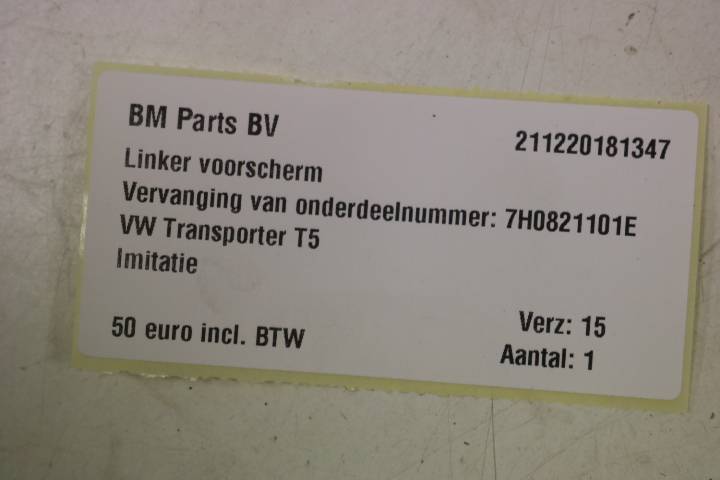 BM Parts BV
211220181347
Linker voorscherm
Vervanging van onderdeelnummer: 7H0821101E
VW Transporter T5
Imitatie
50 euro incl. BTW
Verz: 15
Aantal: 1